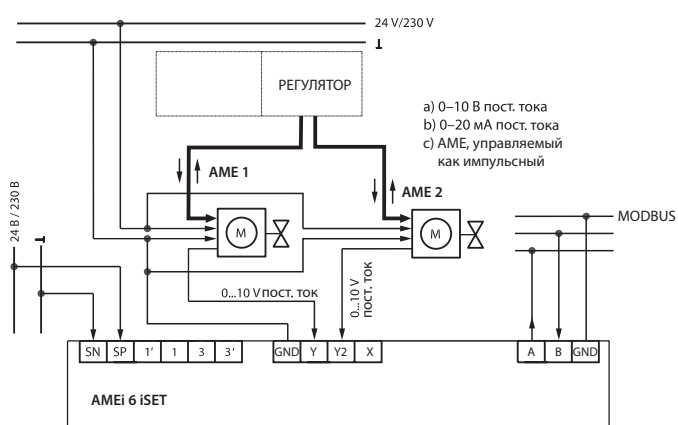 24 V/230 V
РЕГУЛЯТОР
a) 0–10 В пост. тока
b) 0–20 мА пост. тока
c) AME, управляемый
как импульсный
AME 1
AME 2
24 В / 230 В
M
M
MODBUS
0...10 V пост. ток
0...10 V
пост. ток
SN SP 1' 1 3 3' GND Y Y2 X A B GND
AMEi 6 iSET